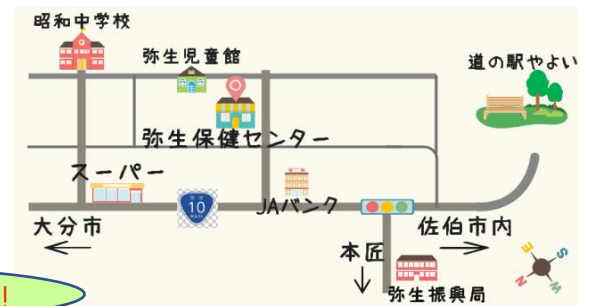 昭和中学校
弥生児童館
道の駅やよい
弥生保健センター
スーパー
10
JAバンク
大分市
佐伯市内
本匠
弥生振興局
E
S
N
W
!